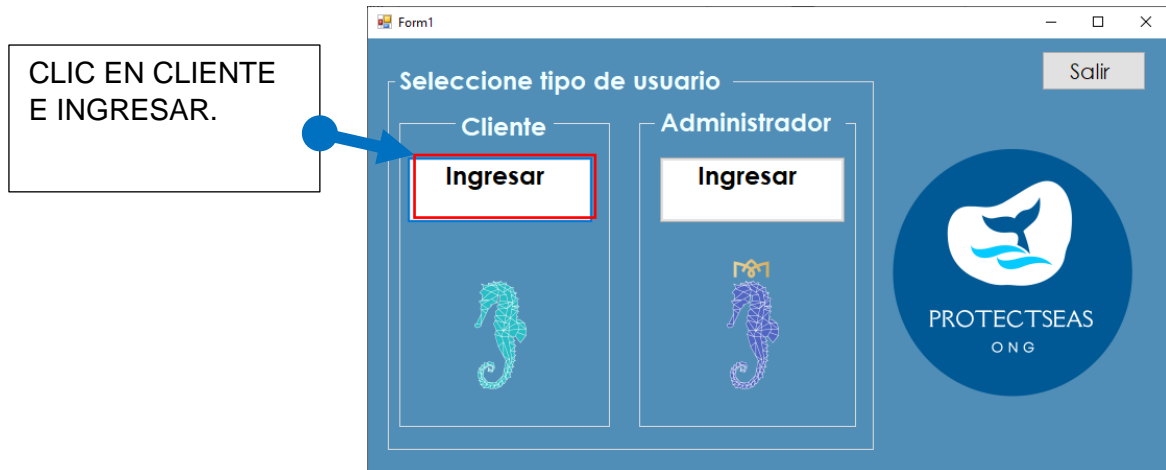 Form1
CLIC EN CLIENTE
E INGRESAR.
Salir
Seleccione tipo de usuario
Cliente
Administrador
Ingresar
Ingresar
PROTECTSEAS
ONG